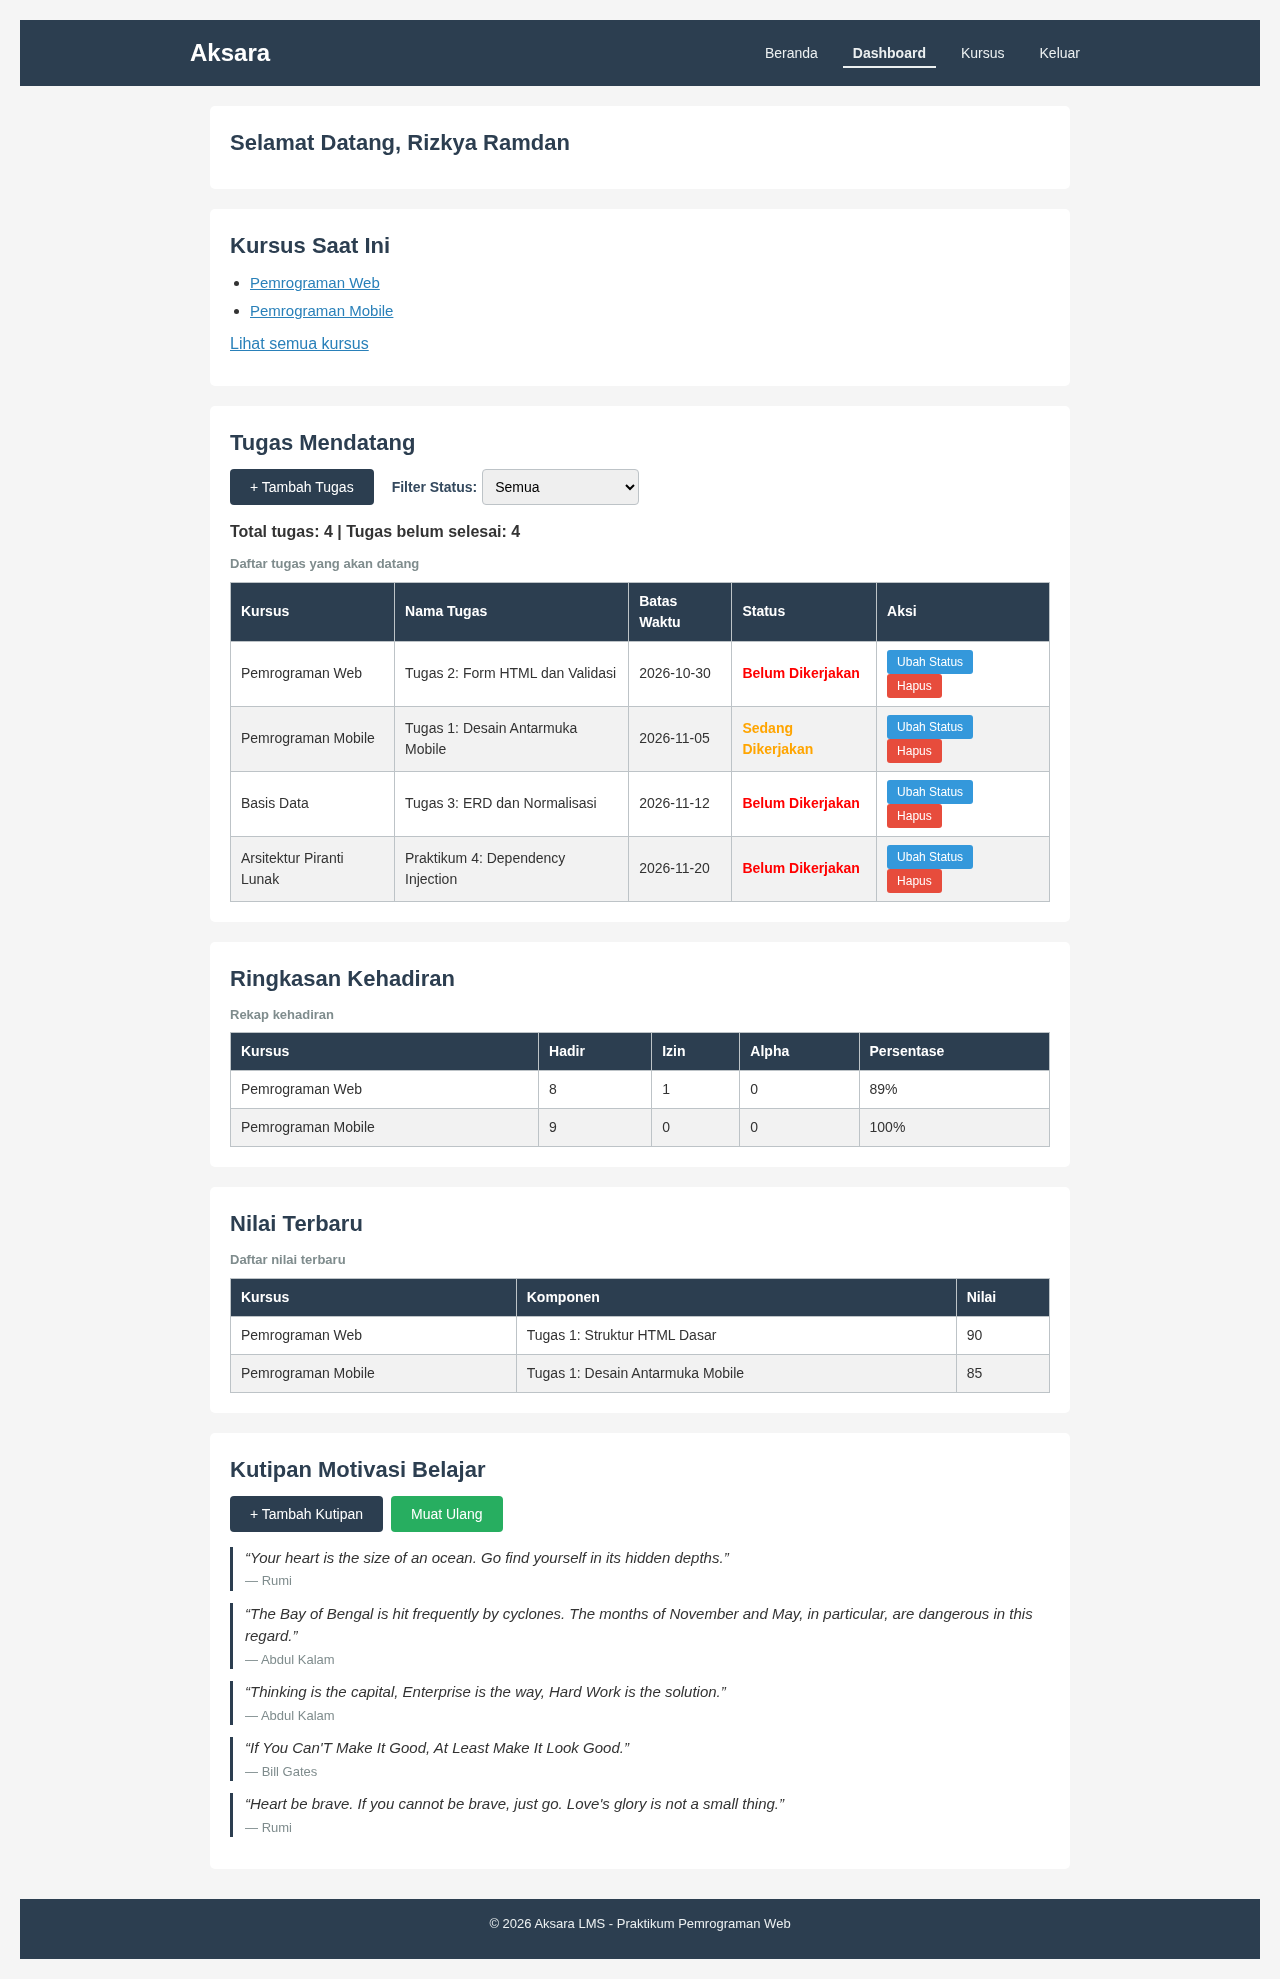 Aksara
Beranda Dashboard Kursus Keluar
Selamat Datang, Rizkya Ramdan
Kursus Saat Ini
Pemrograman Web
Pemrograman Mobile
Lihat semua kursus
Tugas Mendatang
+ Tambah Tugas Filter Status: Semua
Total tugas: 4 | Tugas belum selesai: 4
Daftar tugas yang akan datang
Kursus Nama Tugas Batas Waktu Status Aksi
Pemrograman Web Tugas 2: Form HTML dan Validasi 2026-10-30 Belum Dikerjakan Ubah Status Hapus
Pemrograman Mobile Tugas 1: Desain Antarmuka Mobile 2026-11-05 Sedang Dikerjakan Ubah Status Hapus
Basis Data Tugas 3: ERD dan Normalisasi 2026-11-12 Belum Dikerjakan Ubah Status Hapus
Arsitektur Piranti Lunak Praktikum 4: Dependency Injection 2026-11-20 Belum Dikerjakan Ubah Status Hapus
Ringkasan Kehadiran
Rekap kehadiran
Kursus Hadir Izin Alpha Persentase
Pemrograman Web 8 1 0 89%
Pemrograman Mobile 9 0 0 100%
Nilai Terbaru
Daftar nilai terbaru
Kursus Komponen Nilai
Pemrograman Web Tugas 1: Struktur HTML Dasar 90
Pemrograman Mobile Tugas 1: Desain Antarmuka Mobile 85
Kutipan Motivasi Belajar
+ Tambah Kutipan Muat Ulang
“Your heart is the size of an ocean. Go find yourself in its hidden depths.”
— Rumi
“The Bay of Bengal is hit frequently by cyclones. The months of November and May, in particular, are dangerous in this
regard.”
— Abdul Kalam
“Thinking is the capital, Enterprise is the way, Hard Work is the solution.”
— Abdul Kalam
“If You Can'T Make It Good, At Least Make It Look Good.”
— Bill Gates
“Heart be brave. If you cannot be brave, just go. Love's glory is not a small thing.”
— Rumi
© 2026 Aksara LMS - Praktikum Pemrograman Web